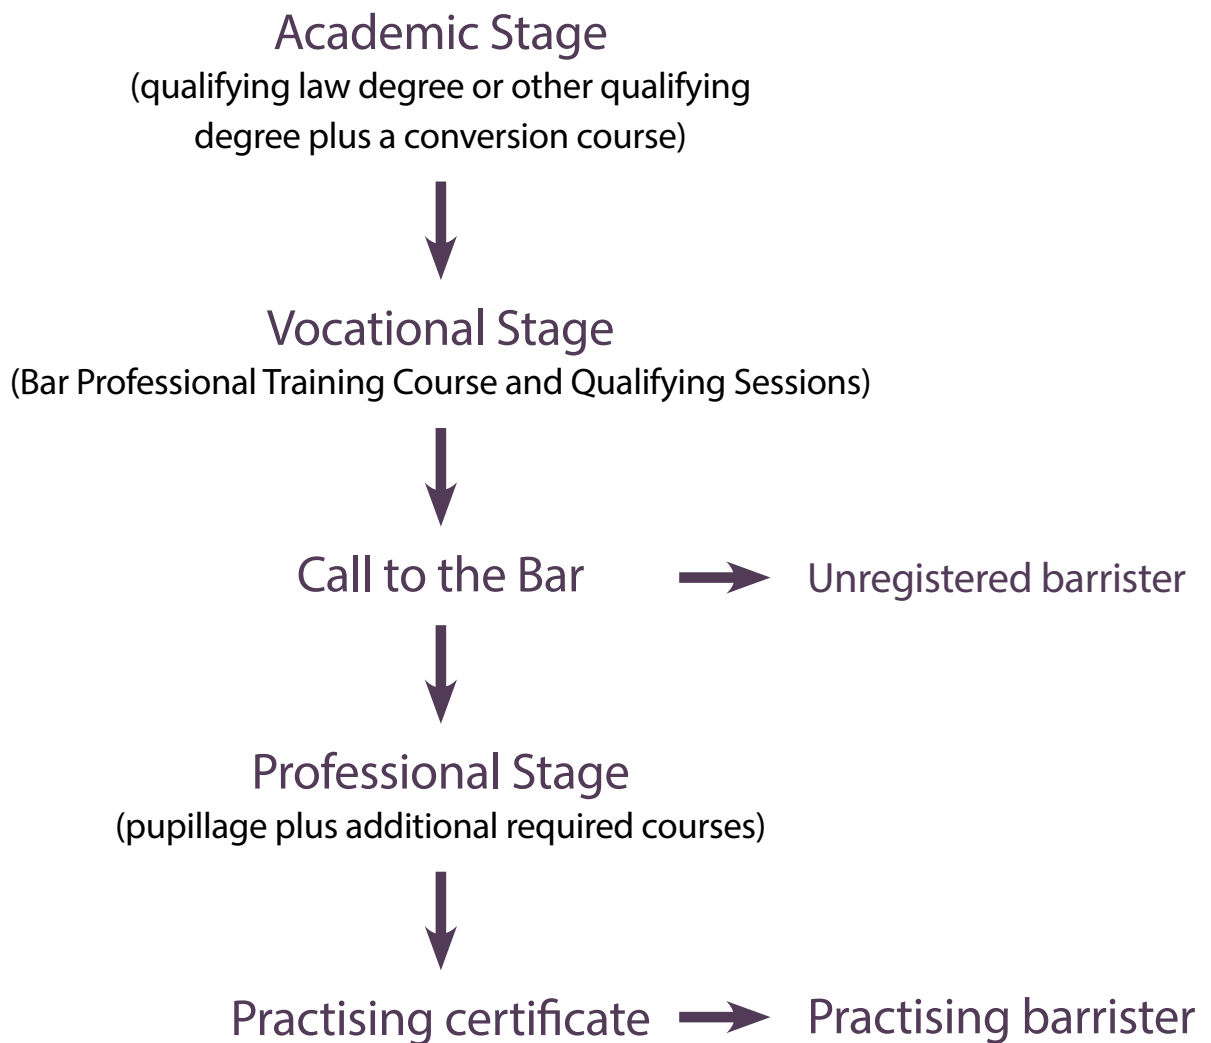 Academic Stage
(qualifying law degree or other qualifying
degree plus a conversion course)
Vocational Stage
(Bar Professional Training Course and Qualifying Sessions)
Call to the Bar
Unregistered barrister
Professional Stage
(pupillage plus additional required courses)
Practising certificate
Practising barrister